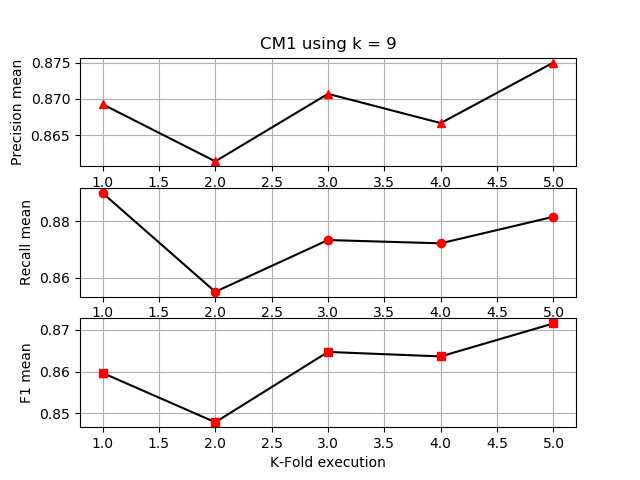 CM1 using k = 9
Precision mean
0.875
0.870
0.865
1.0 1.5 2.0 2.5 3.0 3.5 4.0 4.5 5.0
Recall mean
0.88
0.86
1.0 1.5 2.0 2.5 3.0 3.5 4.0 4.5 5.0
F1 mean
0.87
0.86
0.85
1.0 1.5 2.0 2.5 3.0 3.5 4.0 4.5 5.0
K-Fold execution